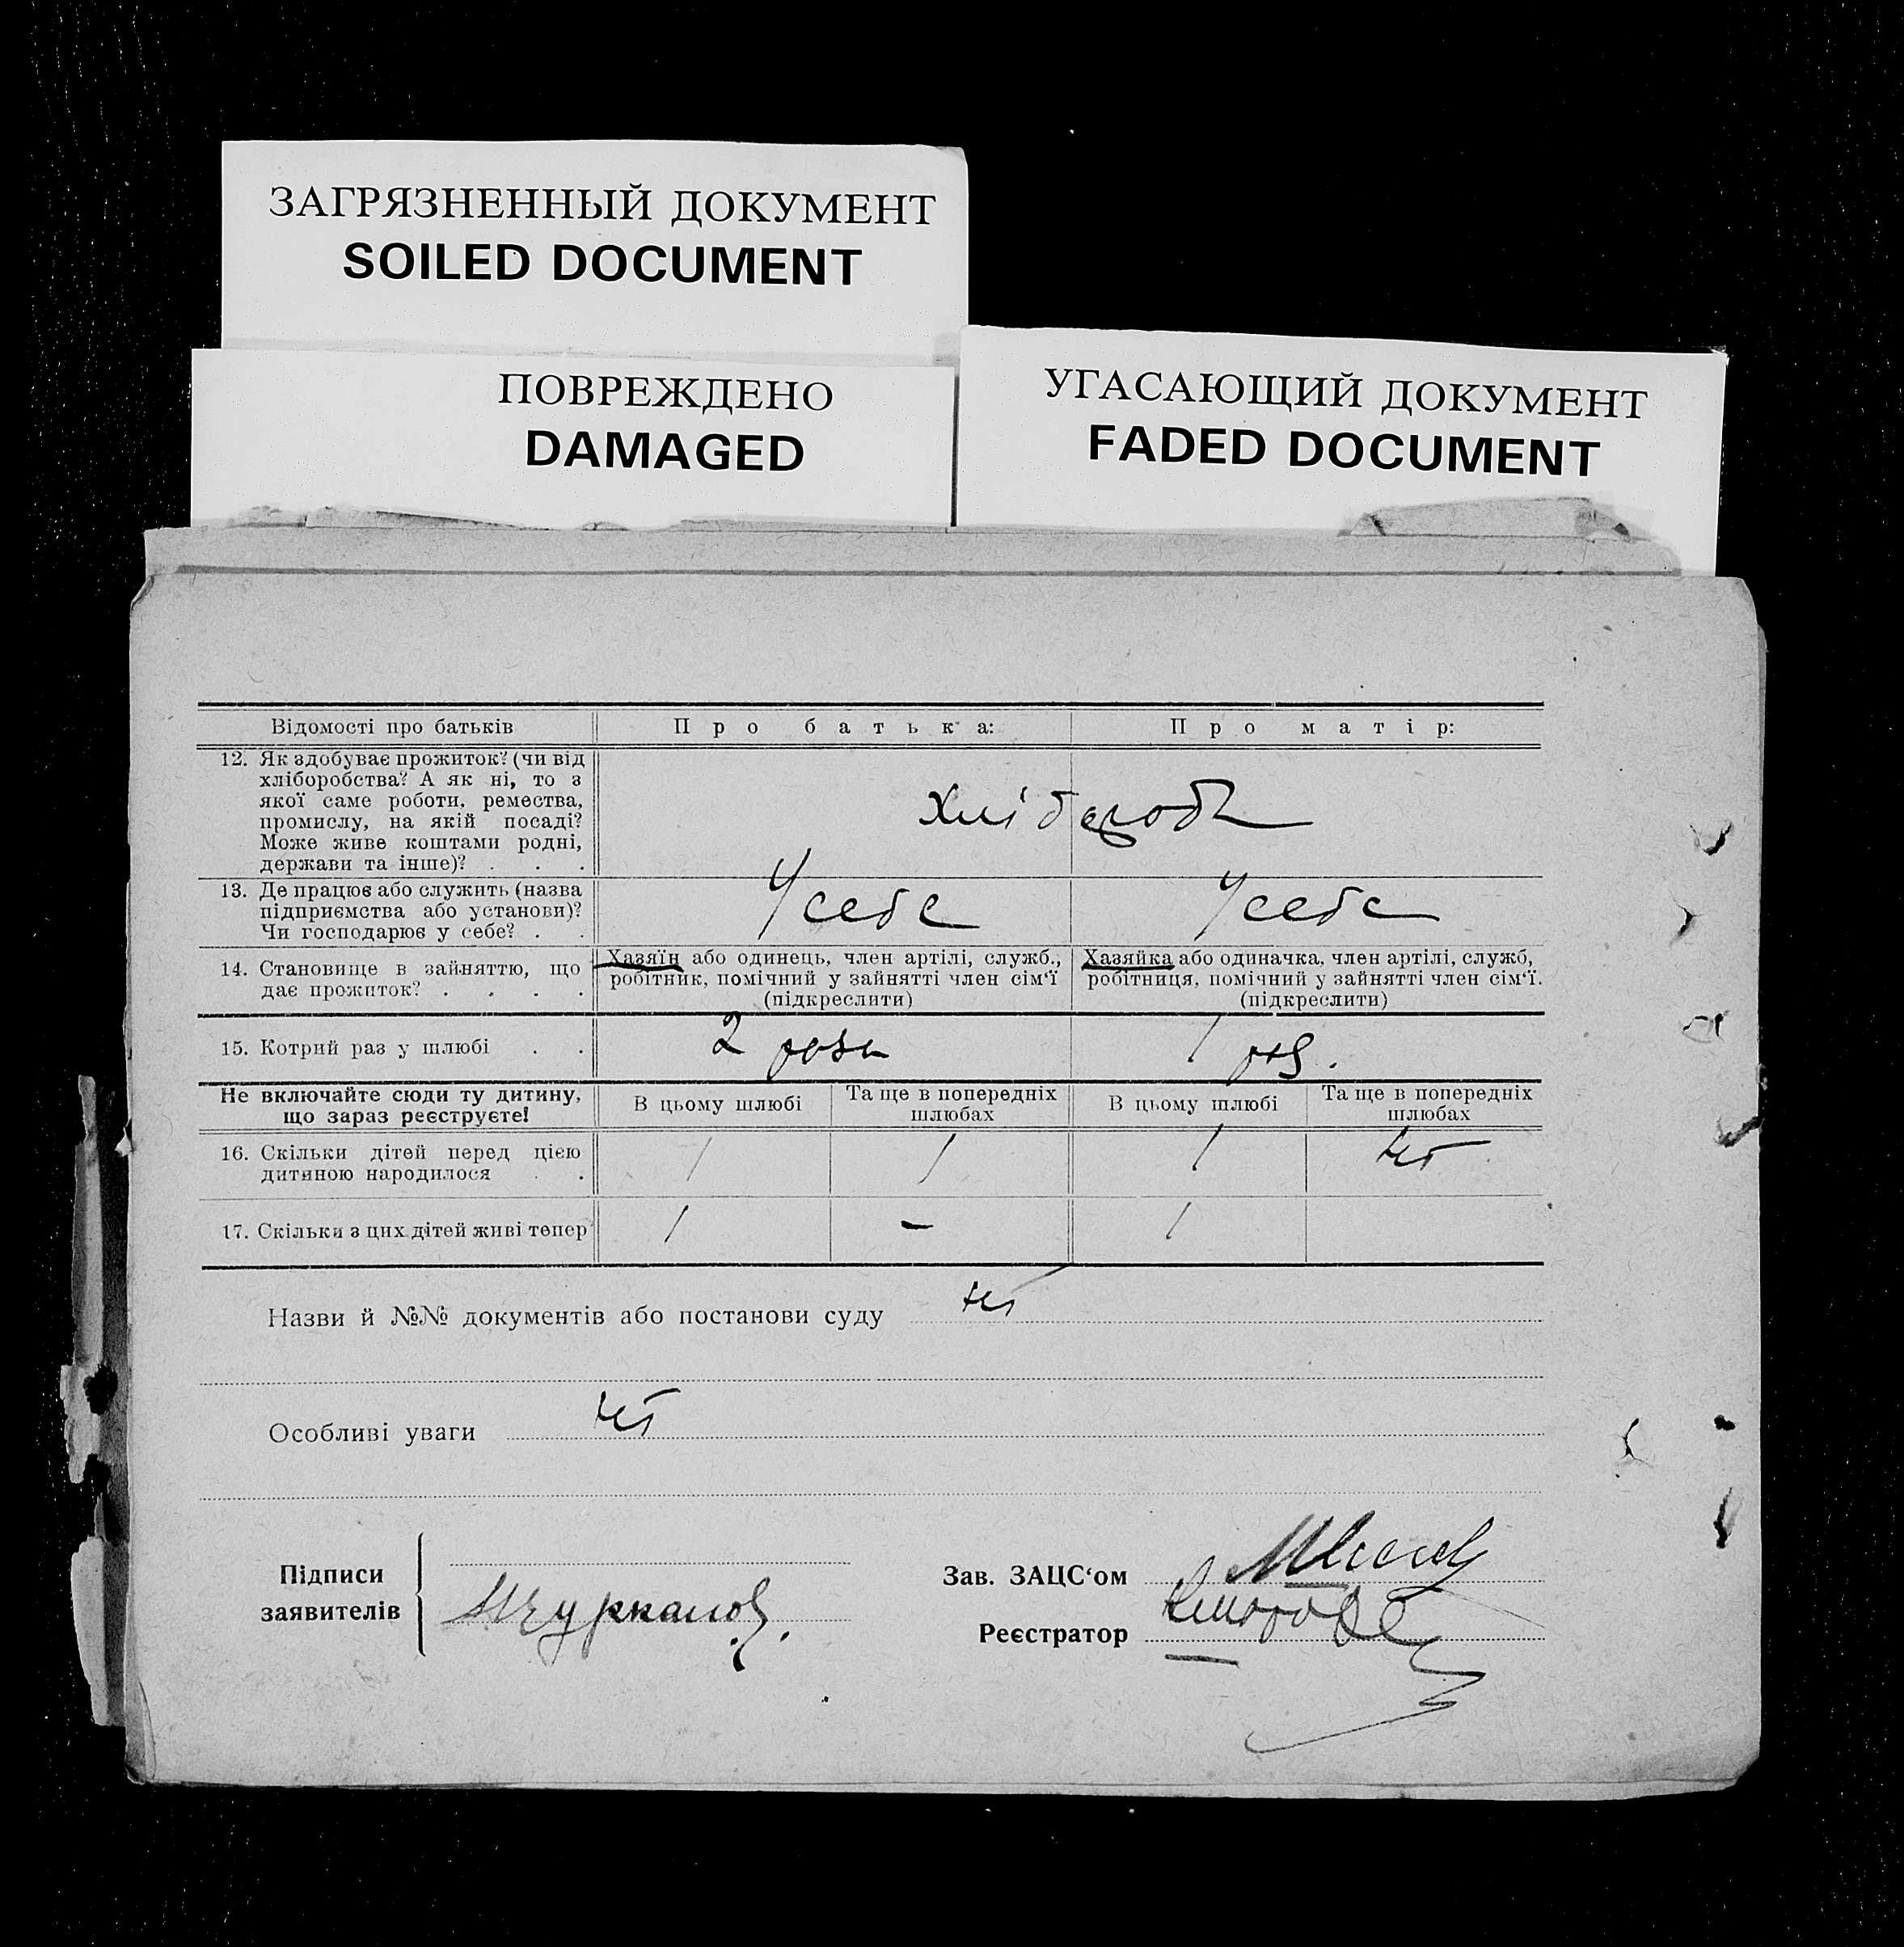 ЗАГРЯЗНЕННЫЙ ДОКУМЕНТ
SOILED DOCUMENT
ПОВРЕЖДЕНО
DAMAGED
УГАСАЮЩИЙ ДОКУМЕНТ
FADED DOCUMENT
Відомості про батьків Про батька: Про матір:
12. Як здобуває прожиток? (чи від
хліборобства? А як ні, то з
якої саме роботи, ремества,
промислу, на якій посаді?
Може живе коштами родні,
держави та інше)? . . .
Хлібороб
13. Де працює або служить (назва
підприємства або установи)?
Чи господарює у себе? . .
У себе У себе
14. Становище в зайняттю, що
дає прожиток? . . . .
Хазяїн або одинець, член артілі, служб.,
робітник, помічний у зайнятті член сім‘ї
(підкреслити)
Хазяйка або одиначка, член артілі, служб,
робітниця, помічний у зайнятті член сім‘ї.
(підкреслити)
15. Котрий раз у шлюбі . . 2 рази 1 раз.
Не включайте сюди ту дитину,
що зараз реєструєте!
В цьому шлюбі Та ще в попередніх
шлюбах
В цьому шлюбі Та ще в попередніх
шлюбах
16. Скільки дітей перед цією
дитиною народилося . .
1 1 1 нет
17. Скільки з цих дітей живі тепер 1 – 1
Назви й №№ документів або постанови суду нет
Особливі уваги нет
Підписи
заявителів
Зав. ЗАЦС‘ом
Реєстратор